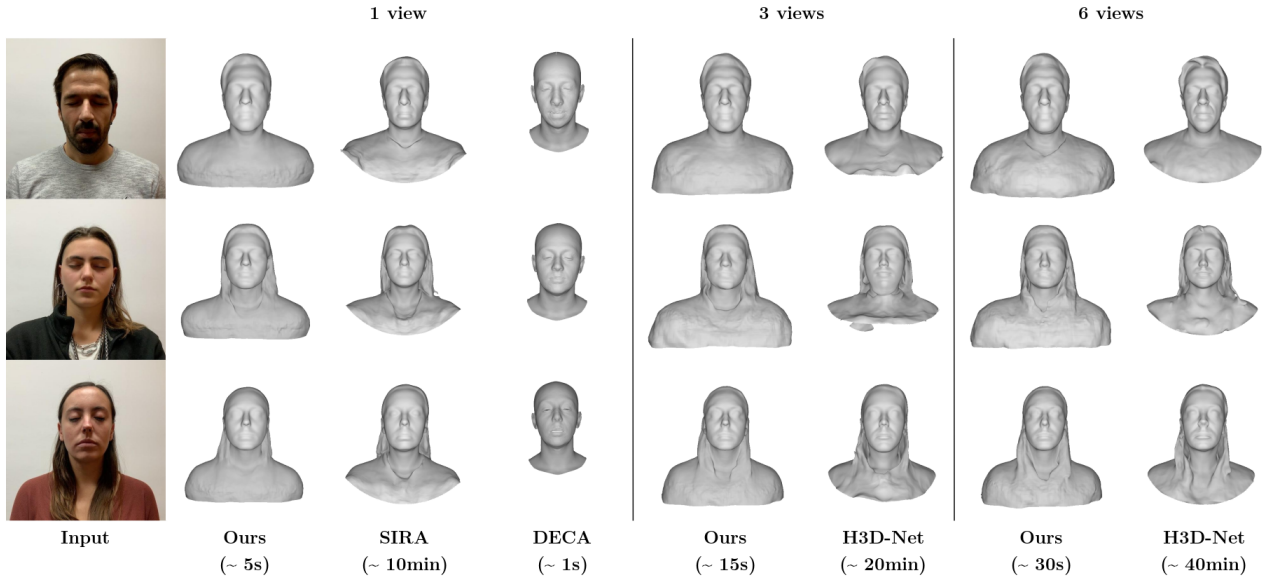 1 view 3 views 6 views
Input Ours SIRA DECA Ours H3D-Net Ours H3D-Net
(~ 5s) (~ 10min) (~ 1s) (~ 15s) (~ 20min) (~ 30s) (~ 40min)